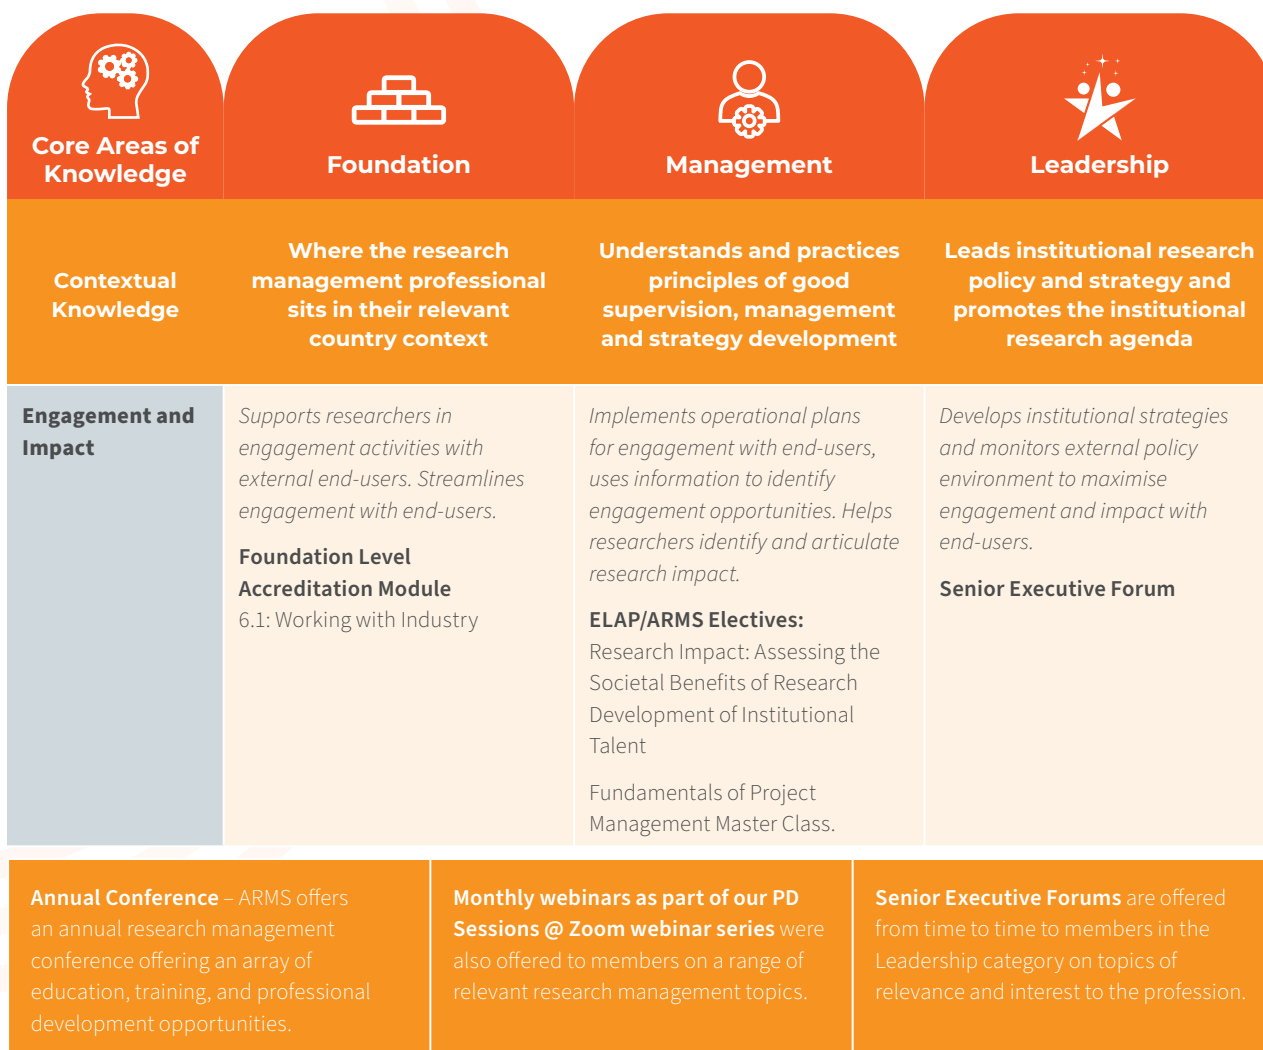 Core Areas of
Knowledge
Foundation
Management
Leadership
Contextual
Knowledge
Where the research
management professional
sits in their relevant
country context
Understands and practices
principles of good
supervision, management
and strategy development
Leads institutional research
policy and strategy and
promotes the institutional
research agenda
Engagement and
Impact
Supports researchers in
engagement activities with
external end-users. Streamlines
engagement with end-users.
Foundation Level
Accreditation Module
6.1: Working with Industry
Implements operational plans
for engagement with end-users,
uses information to identify
engagement opportunities. Helps
researchers identify and articulate
research impact.
ELAP/ARMS Electives:
Research Impact: Assessing the
Societal Benefits of Research
Development of Institutional
Talent
Fundamentals of Project
Management Master Class.
Develops institutional strategies
and monitors external policy
environment to maximise
engagement and impact with
end-users.
Senior Executive Forum
Annual Conference – ARMS offers
an annual research management
conference offering an array of
education, training, and professional
development opportunities.
Monthly webinars as part of our PD
Sessions @ Zoom webinar series were
also offered to members on a range of
relevant research management topics.
Senior Executive Forums are offered
from time to time to members in the
Leadership category on topics of
relevance and interest to the profession.